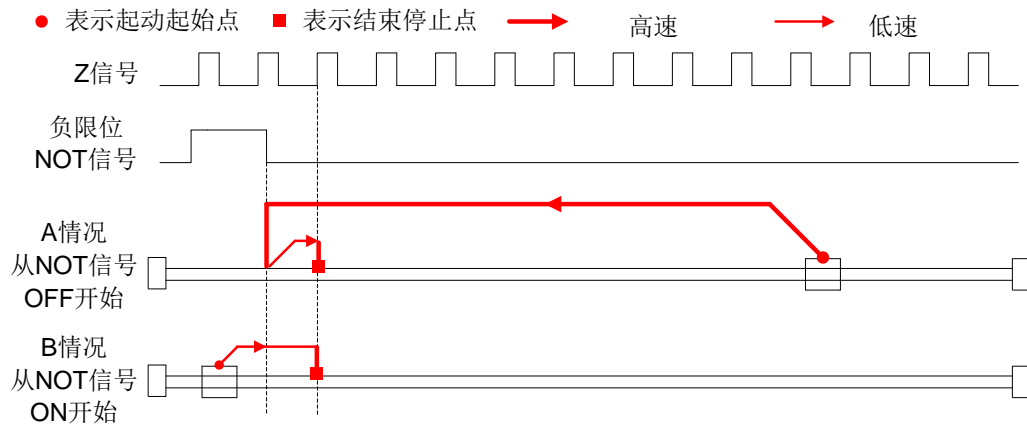 表示起动起始点 表示结束停止点 高速 低速
Z信号
负限位
NOT信号
A情况
从NOT信号
OFF开始
B情况
从NOT信号
ON开始